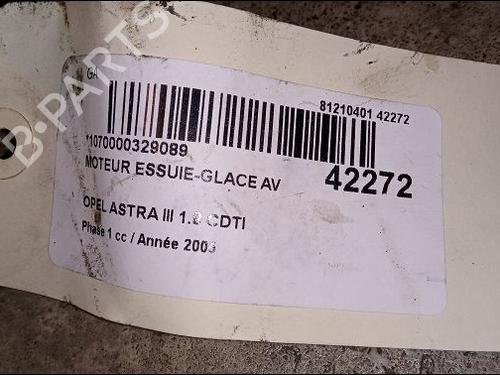 B-PARTS
GA
81210401 42272
*1070000329089
MOTEUR ESSUIE-GLACE AV
42272
OPEL ASTRA III 1.9 CDTI
Phase 1 cc / Année